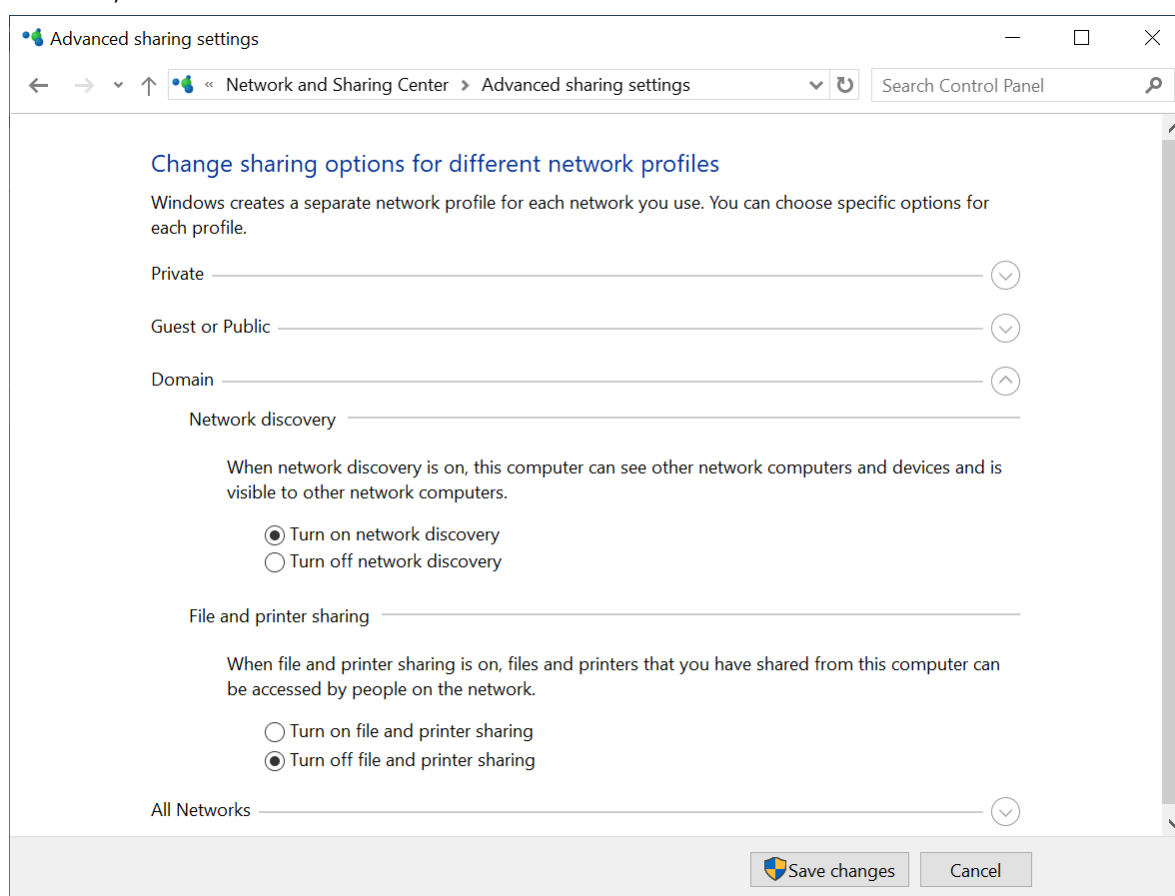 Advanced sharing settings
« Network and Sharing Center > Advanced sharing settings
Search Control Panel
Change sharing options for different network profiles
Windows creates a separate network profile for each network you use. You can choose specific options for
each profile.
Private
Guest or Public
Domain
Network discovery
When network discovery is on, this computer can see other network computers and devices and is
visible to other network computers.
Turn on network discovery
Turn off network discovery
File and printer sharing
When file and printer sharing is on, files and printers that you have shared from this computer can
be accessed by people on the network.
Turn on file and printer sharing
Turn off file and printer sharing
All Networks
Save changes
Cancel